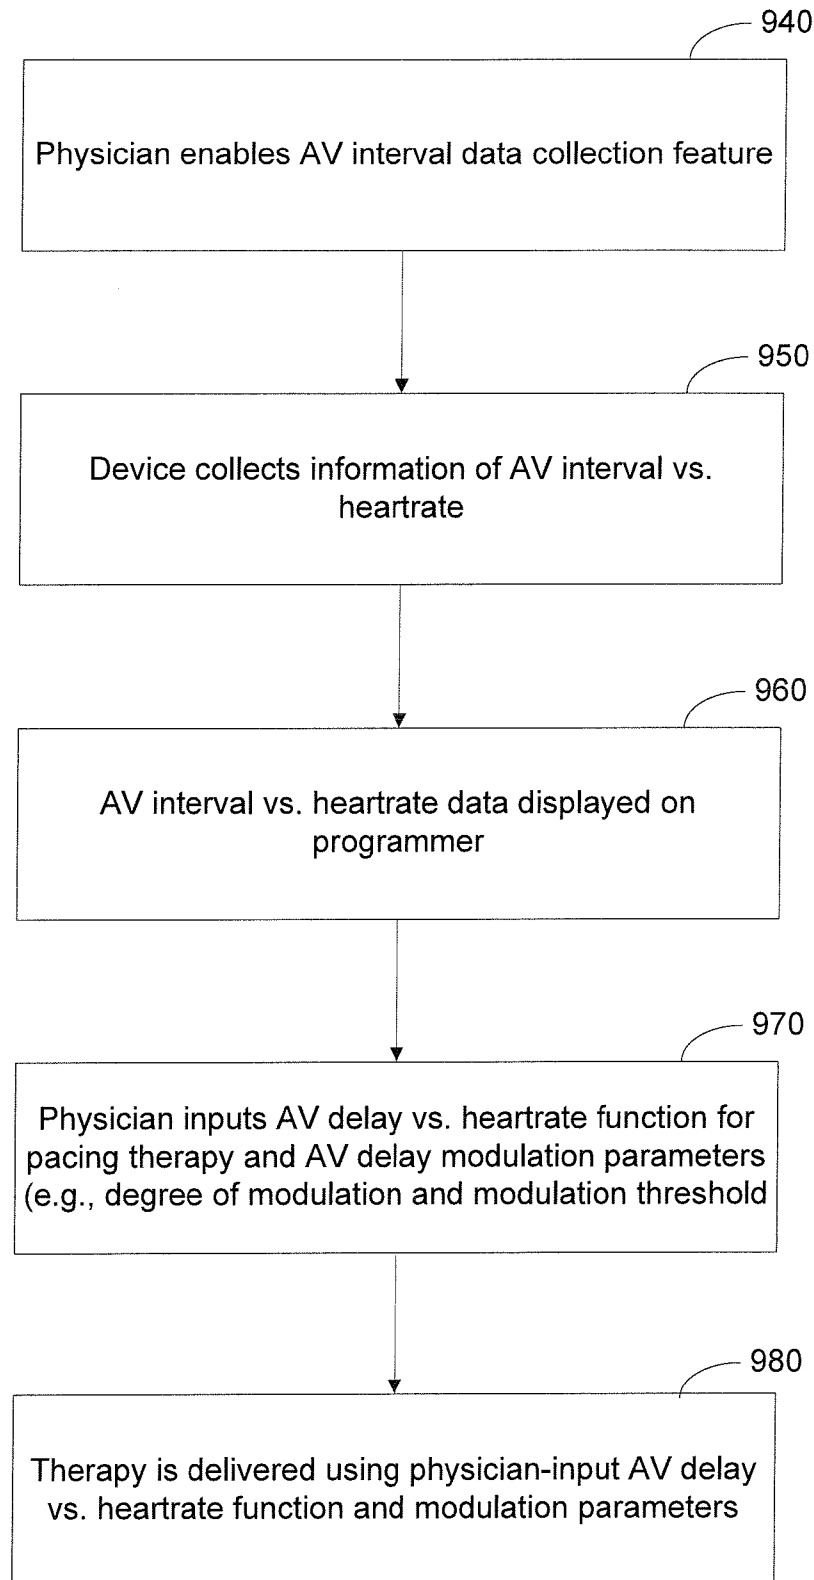 940
Physician enables AV interval data collection feature
950
Device collects information of AV interval vs.
heartrate
960
AV interval vs. heartrate data displayed on
programmer
970
Physician inputs AV delay vs. heartrate function for
pacing therapy and AV delay modulation parameters
(e.g., degree of modulation and modulation threshold
980
Therapy is delivered using physician-input AV delay
vs. heartrate function and modulation parameters